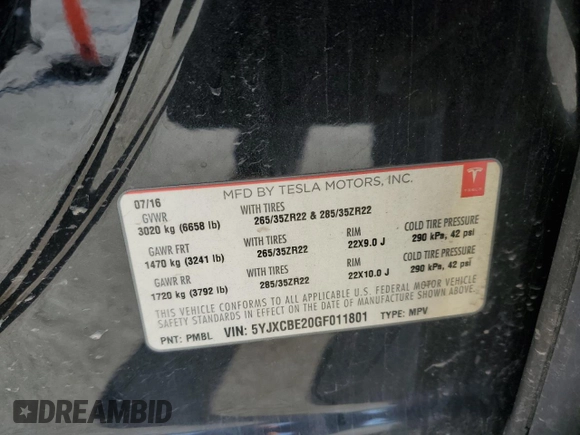 MFD BY TESLA MOTORS, INC.
TESLA
07/16
GVWR WITH TIRES
3020 kg (6658 lb) 265/35ZR22 & 285/35ZR22
GAWR FRT WITH TIRES RIM COLD TIRE PRESSURE
1470 kg (3241 lb) 265/35ZR22 22X9.0 J 290 kPa, 42 psi
GAWR RR WITH TIRES RIM COLD TIRE PRESSURE
1720 kg (3792 lb) 285/35ZR22 22X10.0 J 290 kPa, 42 psi
THIS VEHICLE CONFORMS TO ALL APPLICABLE U.S. FEDERAL MOTOR VEHICLE
SAFETY STANDARDS IN EFFECT ON THE DATE OF MANUFACTURE SHOWN ABOVE.
PNT: PMBL VIN: 5YJXCBE20GF011801 TYPE: MPV
DREAMBID